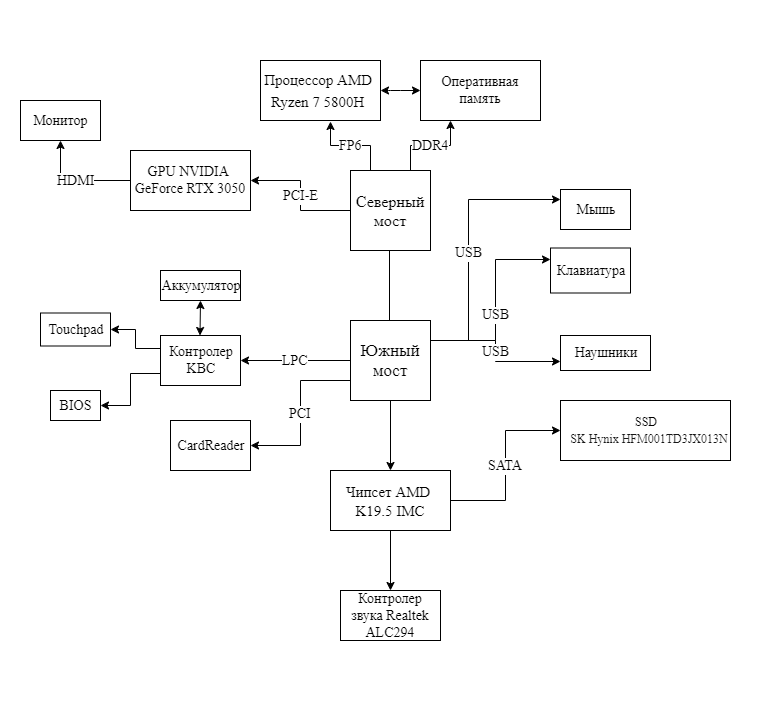 Процессор AMD
Ryzen 7 5800H
Оперативная
память
Монитор
FP6
DDR4
GPU NVIDIA
GeForce RTX 3050
HDMI
PCI-E
Северный
мост
Мышь
USB
Клавиатура
Аккумулятор
USB
Touchpad
Контролер
KBC
LPC
Южный
мост
USB
Наушники
BIOS
PCI
CardReader
SSD
SK Hynix HFM001TD3JX013N
SATA
Чипсет AMD
K19.5 IMC
Контролер
звука Realtek
ALC294